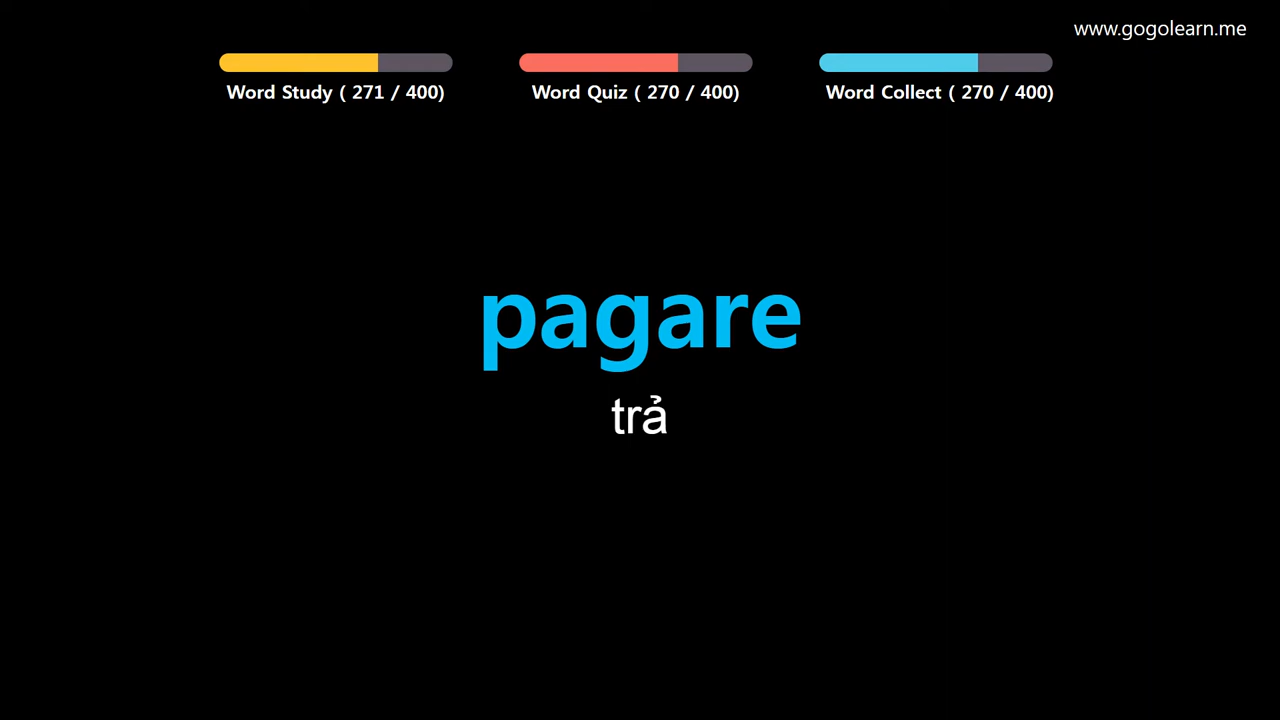 www.gogolearn.me
Word Study ( 271 / 400)
Word Quiz ( 270 / 400)
Word Collect ( 270 / 400)
pagare
trả